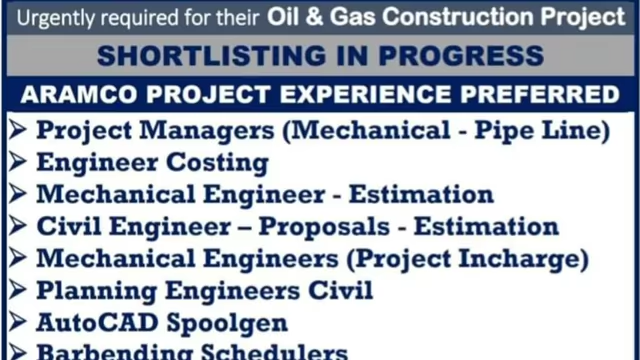 Urgently required for their Oil & Gas Construction Project
SHORTLISTING IN PROGRESS
ARAMCO PROJECT EXPERIENCE PREFERRED
➢ Project Managers (Mechanical - Pipe Line)
➢ Engineer Costing
➢ Mechanical Engineer - Estimation
➢ Civil Engineer – Proposals - Estimation
➢ Mechanical Engineers (Project Incharge)
➢ Planning Engineers Civil
➢ AutoCAD Spoolgen
➢ Barbending Schedulers